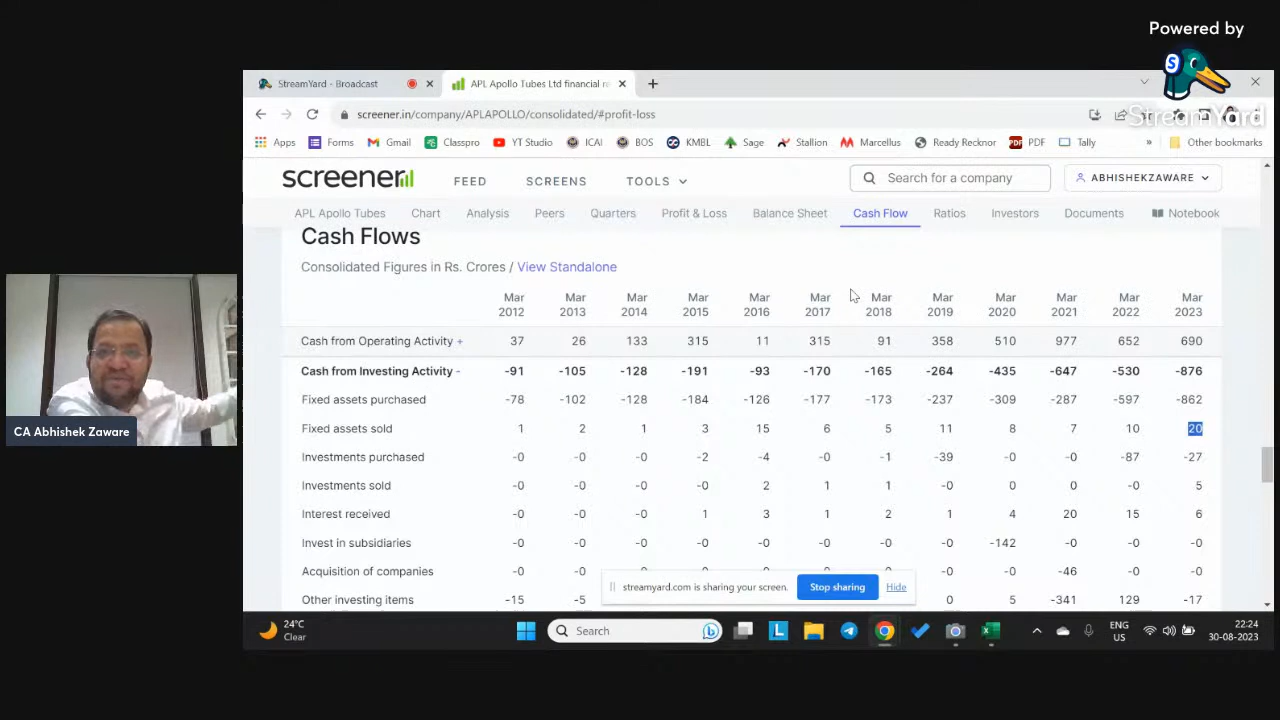 Powered by
StreamYard
StreamYard - Broadcast
APL Apollo Tubes Ltd financial r
screener.in/company/APLAPOLLO/consolidated/#profit-loss
Apps Forms Gmail Classpro YT Studio ICAI BOS KMBL Sage Stallion Marcellus Ready Recknor PDF Tally » Other bookmarks
screener FEED SCREENS TOOLS Search for a company ABHISHEKZAWARE
APL Apollo Tubes Chart Analysis Peers Quarters Profit & Loss Balance Sheet Cash Flow Ratios Investors Documents Notebook
Cash Flows
Consolidated Figures in Rs. Crores / View Standalone
Mar Mar Mar Mar Mar Mar Mar Mar Mar Mar Mar Mar
2012 2013 2014 2015 2016 2017 2018 2019 2020 2021 2022 2023
Cash from Operating Activity + 37 26 133 315 11 315 91 358 510 977 652 690
Cash from Investing Activity - -91 -105 -128 -191 -93 -170 -165 -264 -435 -647 -530 -876
Fixed assets purchased -78 -102 -128 -184 -126 -177 -173 -237 -309 -287 -597 -862
Fixed assets sold 1 2 1 3 15 6 5 11 8 7 10 20
Investments purchased -0 -0 -0 -2 -4 -0 -1 -39 -0 -0 -87 -27
Investments sold -0 -0 -0 -0 2 1 1 -0 0 0 -0 5
Interest received -0 -0 -0 1 3 1 2 1 4 20 15 6
Invest in subsidiaries -0 -0 -0 -0 -0 -0 -0 -0 -142 -0 -0 -0
Acquisition of companies -0 -0 -0 -0 -0 -0 -0 -0 -0 -46 -0 -0
Other investing items -15 -5 0 5 -341 129 -17
streamyard.com is sharing your screen. Stop sharing Hide
CA Abhishek Zaware
24°C
Clear
Search
ENG
US
22:24
30-08-2023